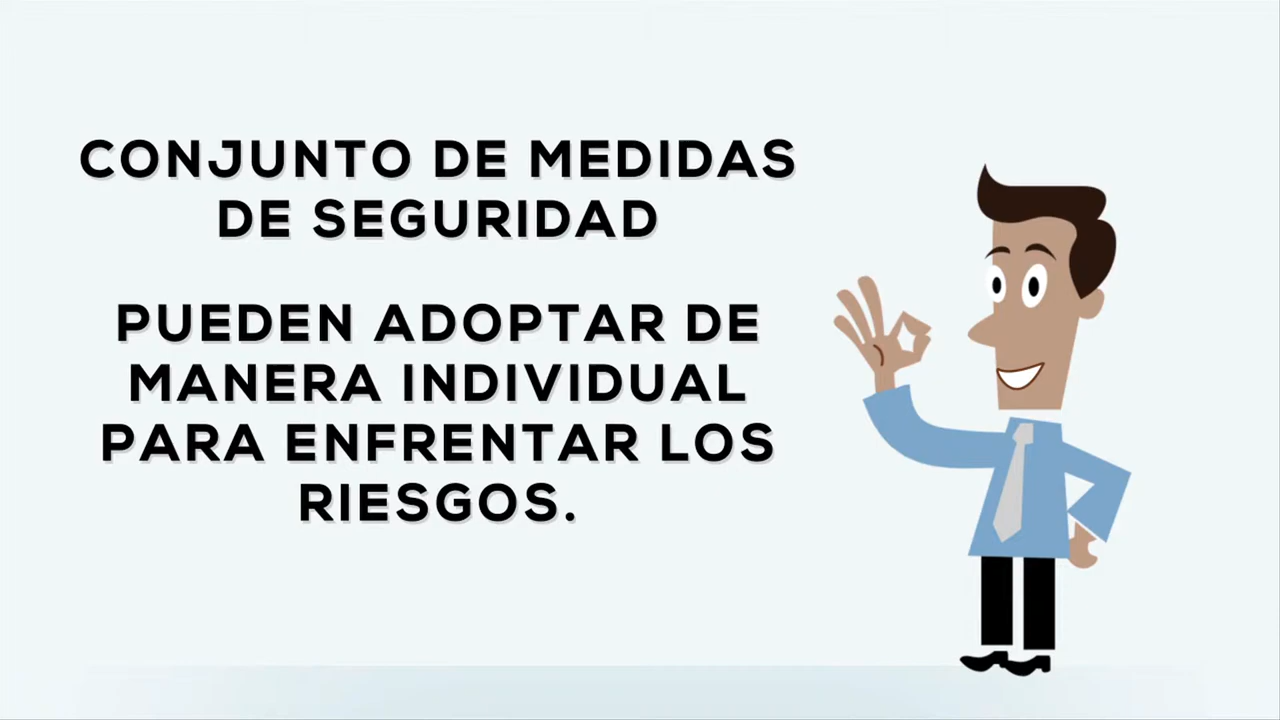 CONJUNTO DE MEDIDAS
DE SEGURIDAD
PUEDEN ADOPTAR DE
MANERA INDIVIDUAL
PARA ENFRENTAR LOS
RIESGOS.